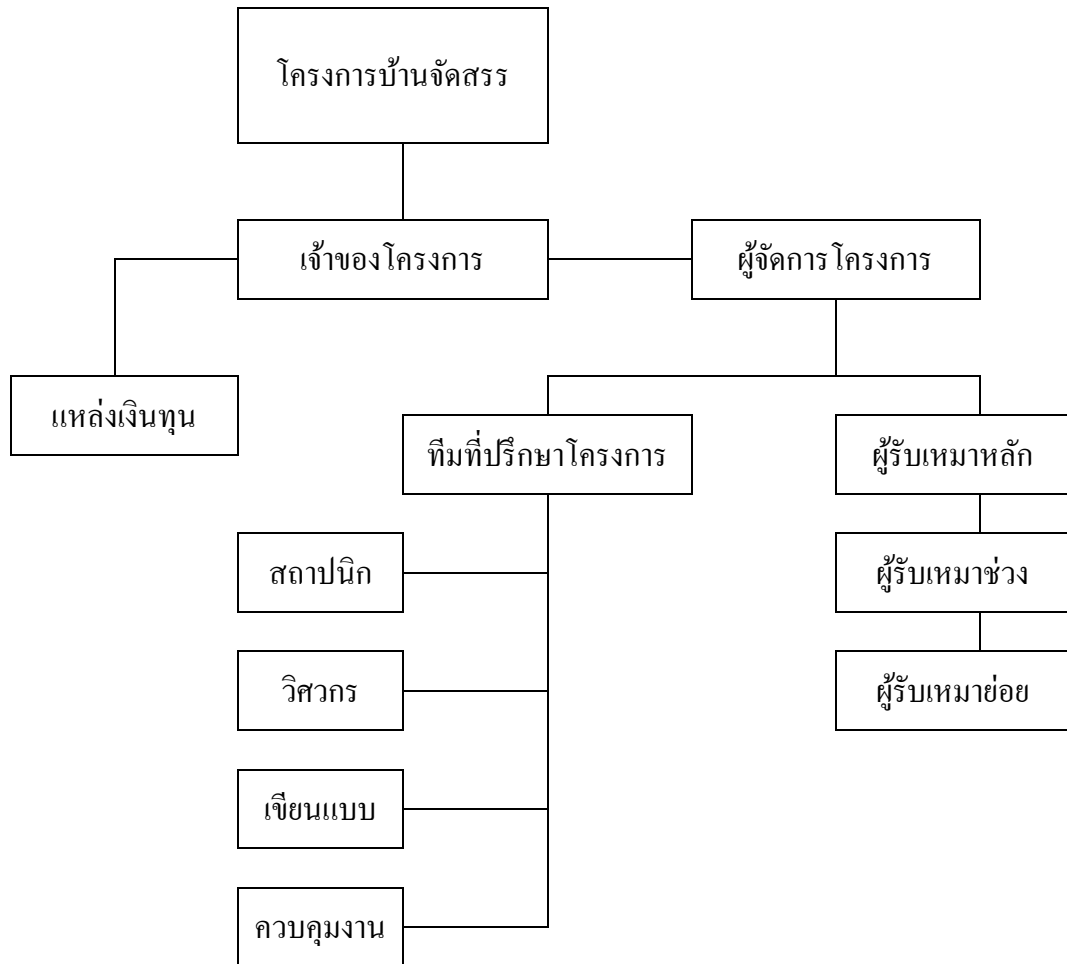 โครงการบ้านจัดสรร
เจ้าของโครงการ
ผู้จัดการโครงการ
แหล่งเงินทุน
ทีมที่ปรึกษาโครงการ
ผู้รับเหมาหลัก
สถาปนิก
ผู้รับเหมาช่วง
วิศวกร
ผู้รับเหมาย่อย
เขียนแบบ
ควบคุมงาน